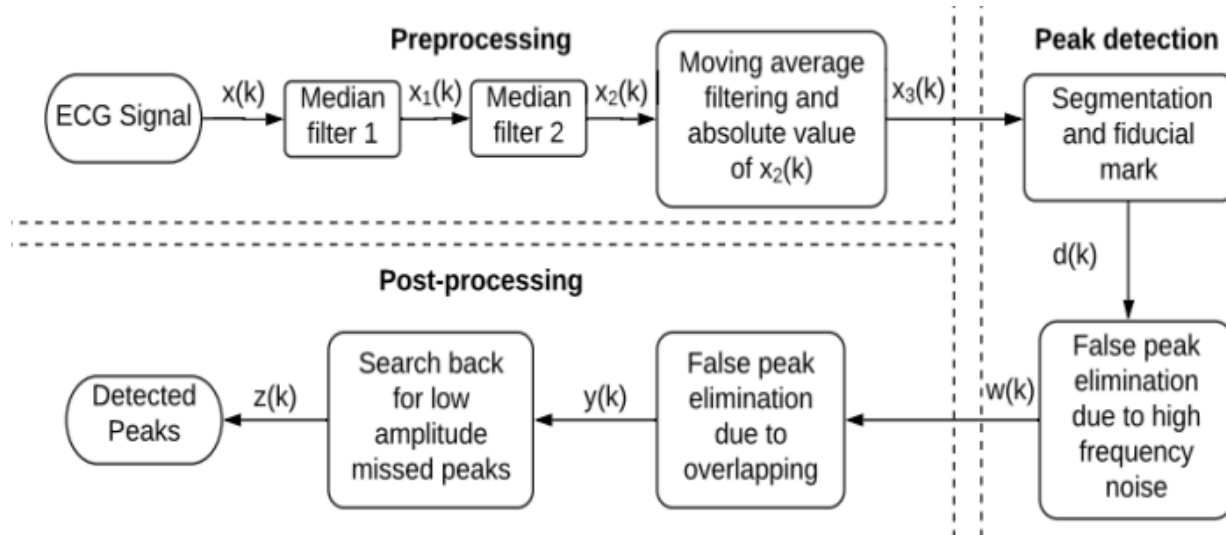 Preprocessing
ECG Signal
x(k)
Median
filter 1
x₁(k)
Median
filter 2
x₂(k)
Moving average
filtering and
absolute value
of x₂(k)
x₃(k)
Peak detection
Segmentation
and fiducial
mark
d(k)
False peak
elimination
due to high
frequency
noise
w(k)
Post-processing
False peak
elimination
due to
overlapping
y(k)
Search back
for low
amplitude
missed peaks
z(k)
Detected
Peaks